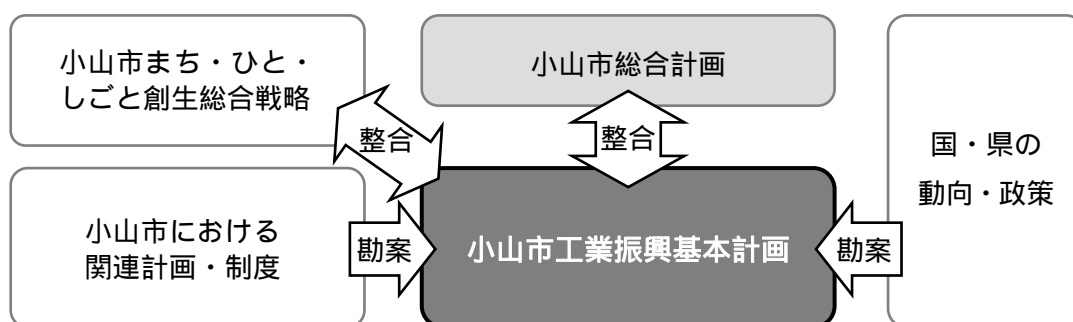 小山市まち・ひと・
しごと創生総合戦略
小山市総合計画
整合
整合
国・県の
動向・政策
小山市における
関連計画・制度
勘案
小山市工業振興基本計画
勘案